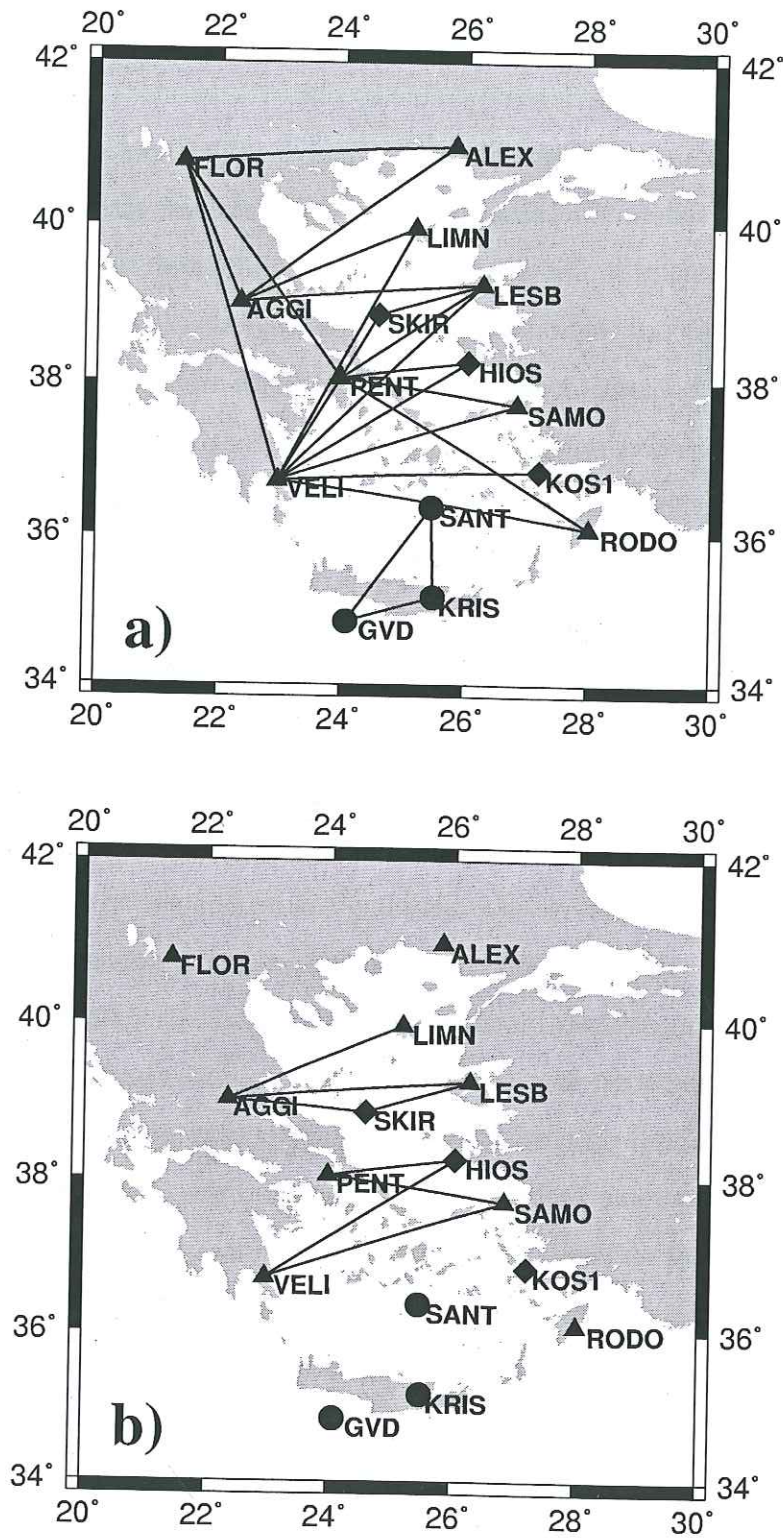 20° 22° 24° 26° 28° 30°
42° 42°
ALEX
FLOR
40° LIMN 40°
LESB
AGGI
SKIR
HIOS
38° PENT 38°
SAMO
VELI KOS1
SANT
36° RODO 36°
KRIS
a) GVD
34° 34°
20° 22° 24° 26° 28° 30°
20° 22° 24° 26° 28° 30°
42° 42°
ALEX
FLOR
40° LIMN 40°
LESB
AGGI
SKIR
HIOS
38° PENT 38°
SAMO
VELI KOS1
SANT
36° RODO 36°
KRIS
b) GVD
34° 34°
20° 22° 24° 26° 28° 30°